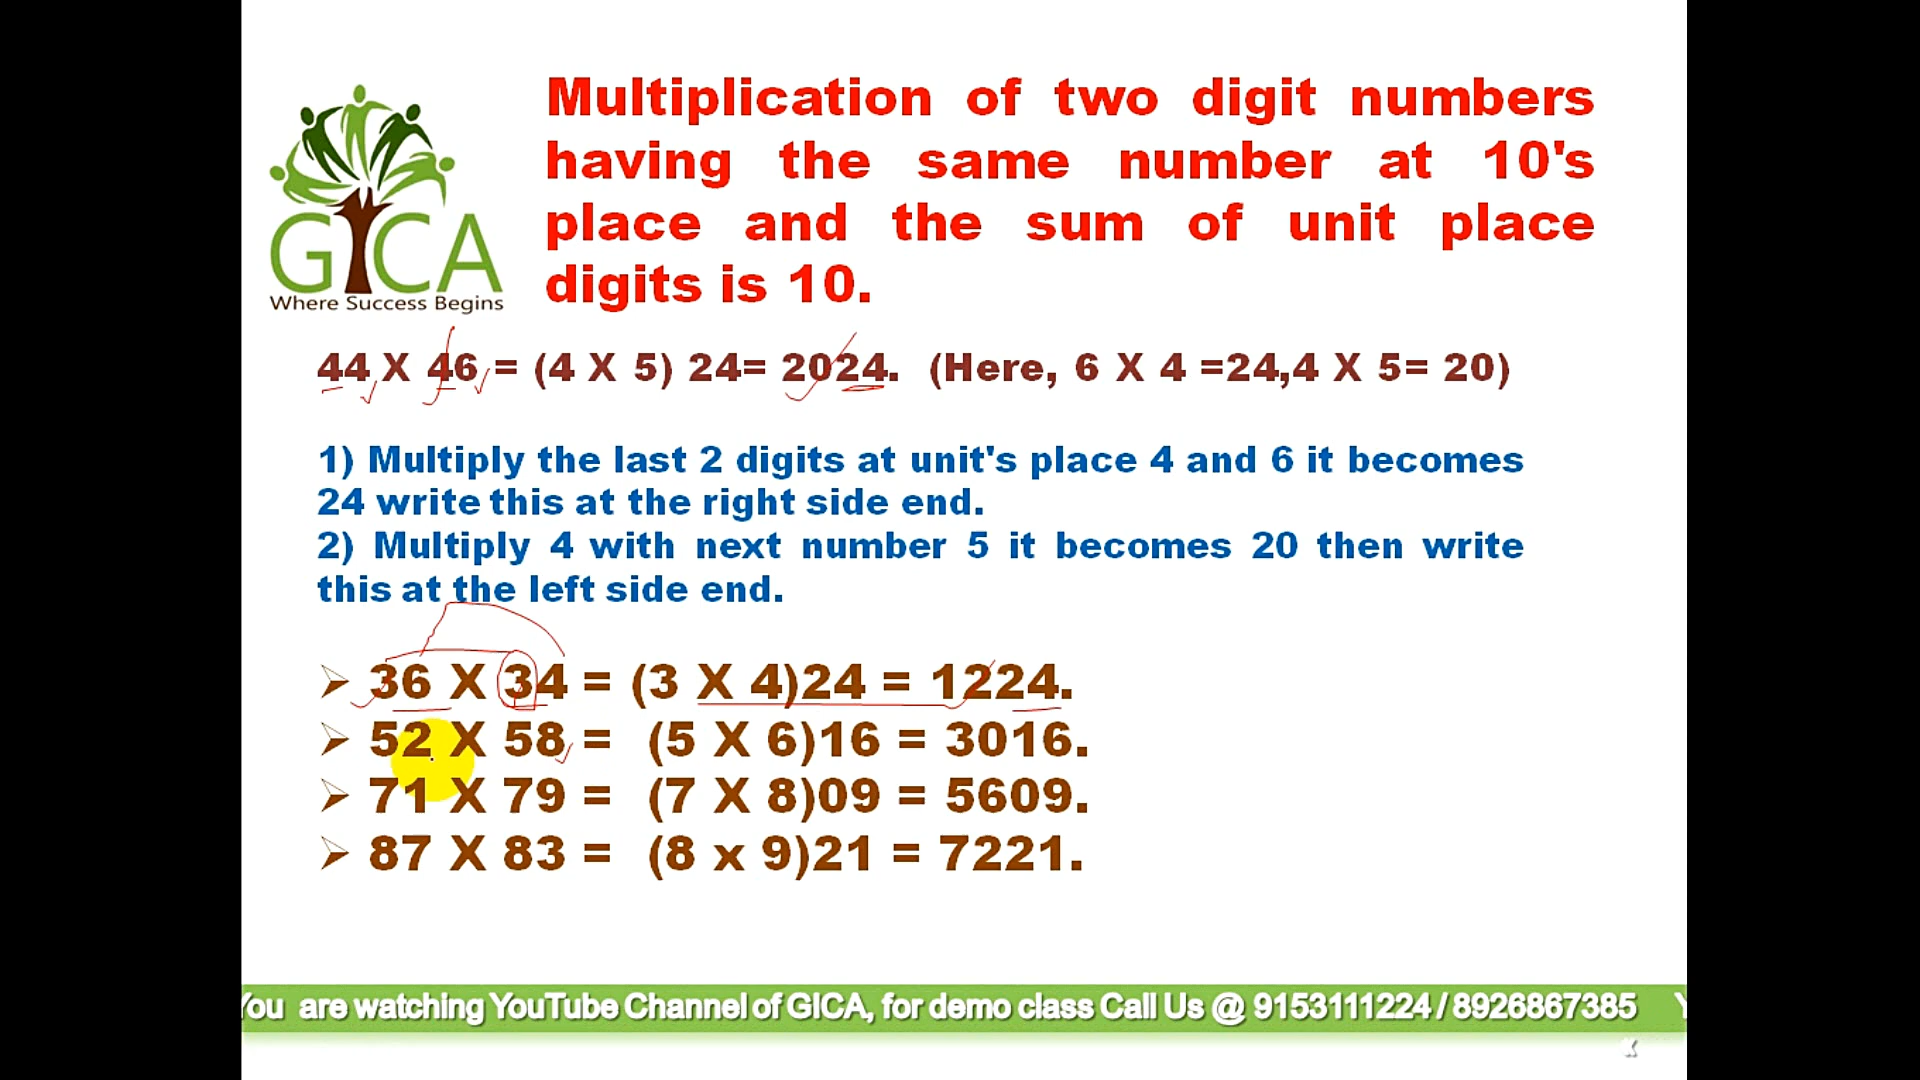 GICA
Where Success Begins
Multiplication of two digit numbers
having the same number at 10's
place and the sum of unit place
digits is 10.
44 X 46 = (4 X 5) 24= 2024. (Here, 6 X 4 =24,4 X 5= 20)
1) Multiply the last 2 digits at unit's place 4 and 6 it becomes
24 write this at the right side end.
2) Multiply 4 with next number 5 it becomes 20 then write
this at the left side end.
➢ 36 X 34 = (3 X 4)24 = 1224.
➢ 52 X 58 = (5 X 6)16 = 3016.
➢ 71 X 79 = (7 X 8)09 = 5609.
➢ 87 X 83 = (8 x 9)21 = 7221.
You are watching YouTube Channel of GICA, for demo class Call Us @ 9153111224 / 8926867385 Y